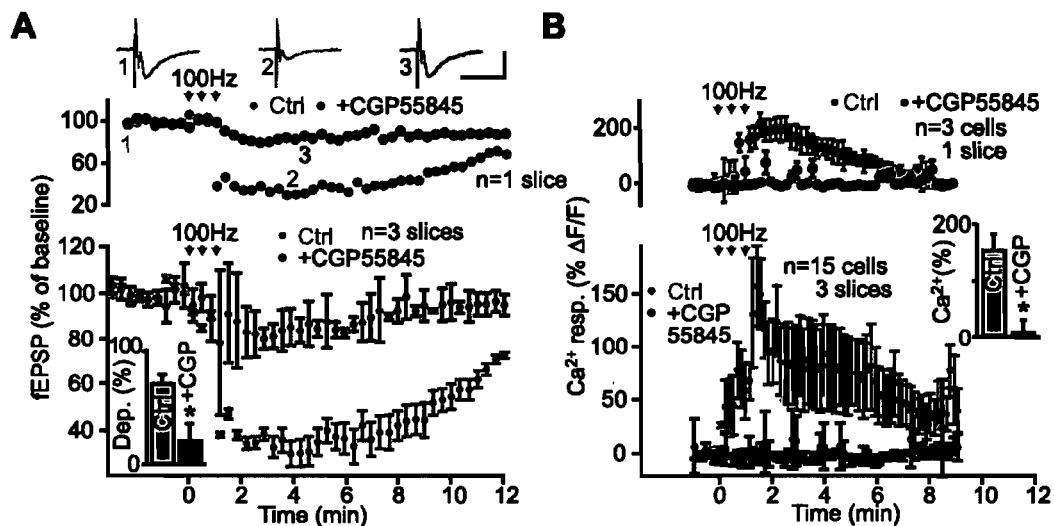 A
1
2
3
100Hz
Ctrl +CGP55845
100
60
20
1
3
2
n=1 slice
fEPSP (% of baseline)
100Hz
Ctrl n=3 slices
+CGP55845
120
100
80
60
40
Dep. (%)
100
0
Ctrl
*+CGP
0 2 4 6 8 10 12
Time (min)
B
100Hz
Ctrl +CGP55845
n=3 cells
1 slice
200
0
Ca²⁺ resp. (% ΔF/F)
100Hz
Ctrl
+CGP
55845
n=15 cells
3 slices
150
100
50
0
Ca²⁺(%)
200
0
Ctrl
*+CGP
0 2 4 6 8 10 12
Time (min)